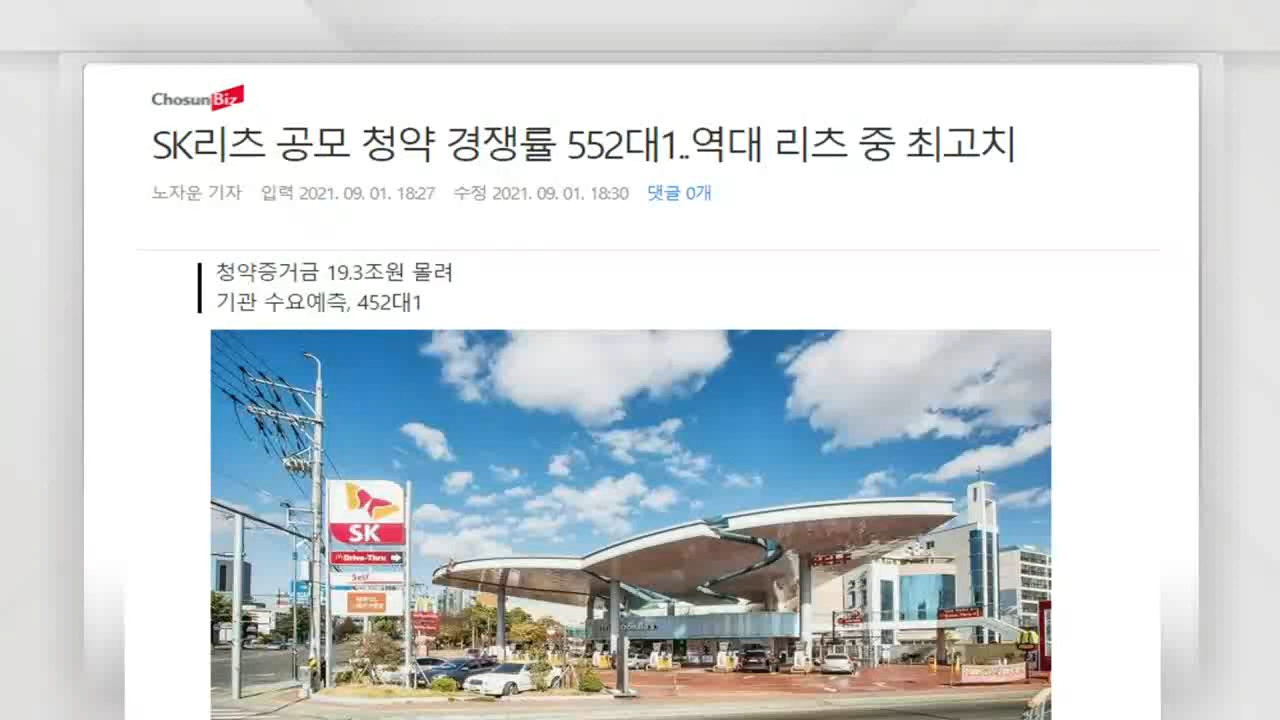 ChosunBiz
SK리츠 공모 청약 경쟁률 552대1..역대 리츠 중 최고치
노자운 기자 입력 2021. 09. 01. 18:27 수정 2021. 09. 01. 18:30 댓글 0개
청약증거금 19.3조원 몰려
기관 수요예측, 452대1
SK
Drive-Thru
Self
SELF